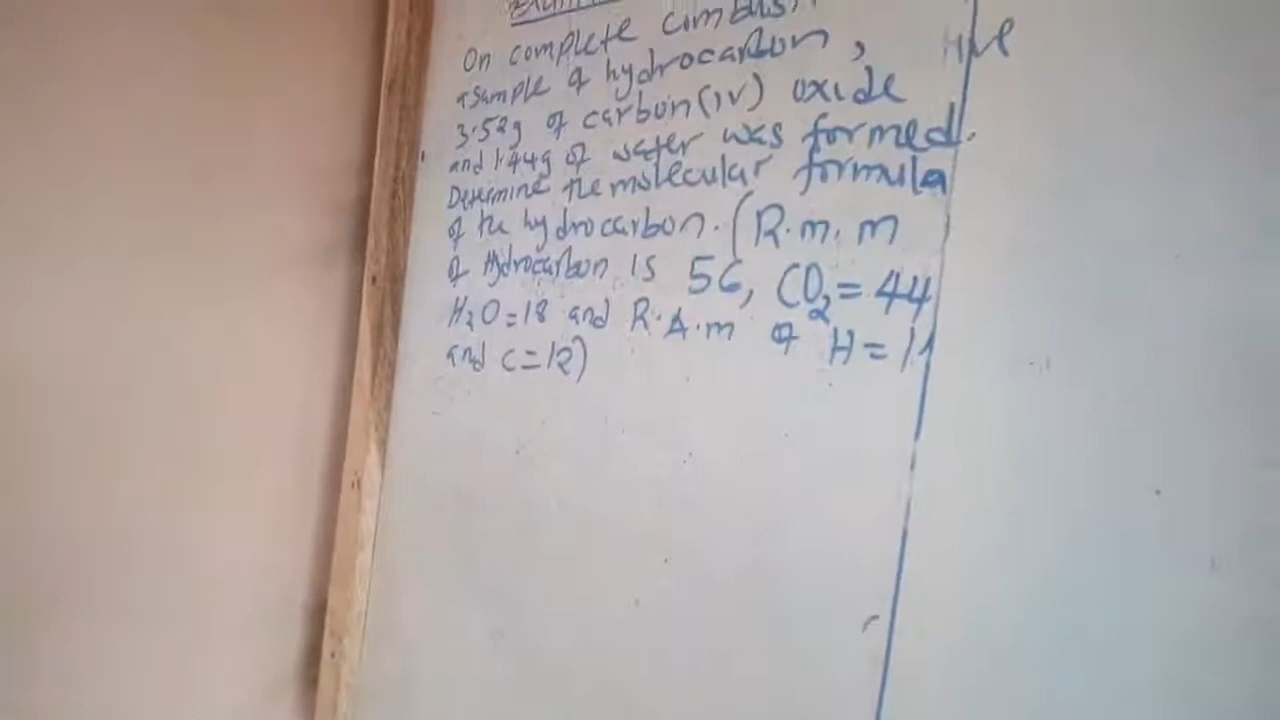 On complete combus
a sample of hydrocarbon,
3.52g of carbon(iv) oxide
and 1.44g of water was formed.
Determine the molecular formula
of the hydrocarbon. (R.m.m
of Hydrocarbon is 56, CO₂ = 44
H₂O = 18 and R.A.m of H = 1
and C = 12)